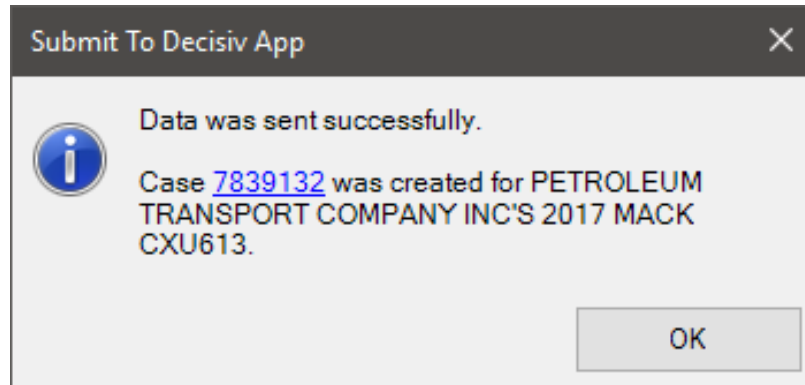 Submit To Decisiv App
Data was sent successfully.
Case 7839132 was created for PETROLEUM
TRANSPORT COMPANY INC'S 2017 MACK
CXU613.
OK